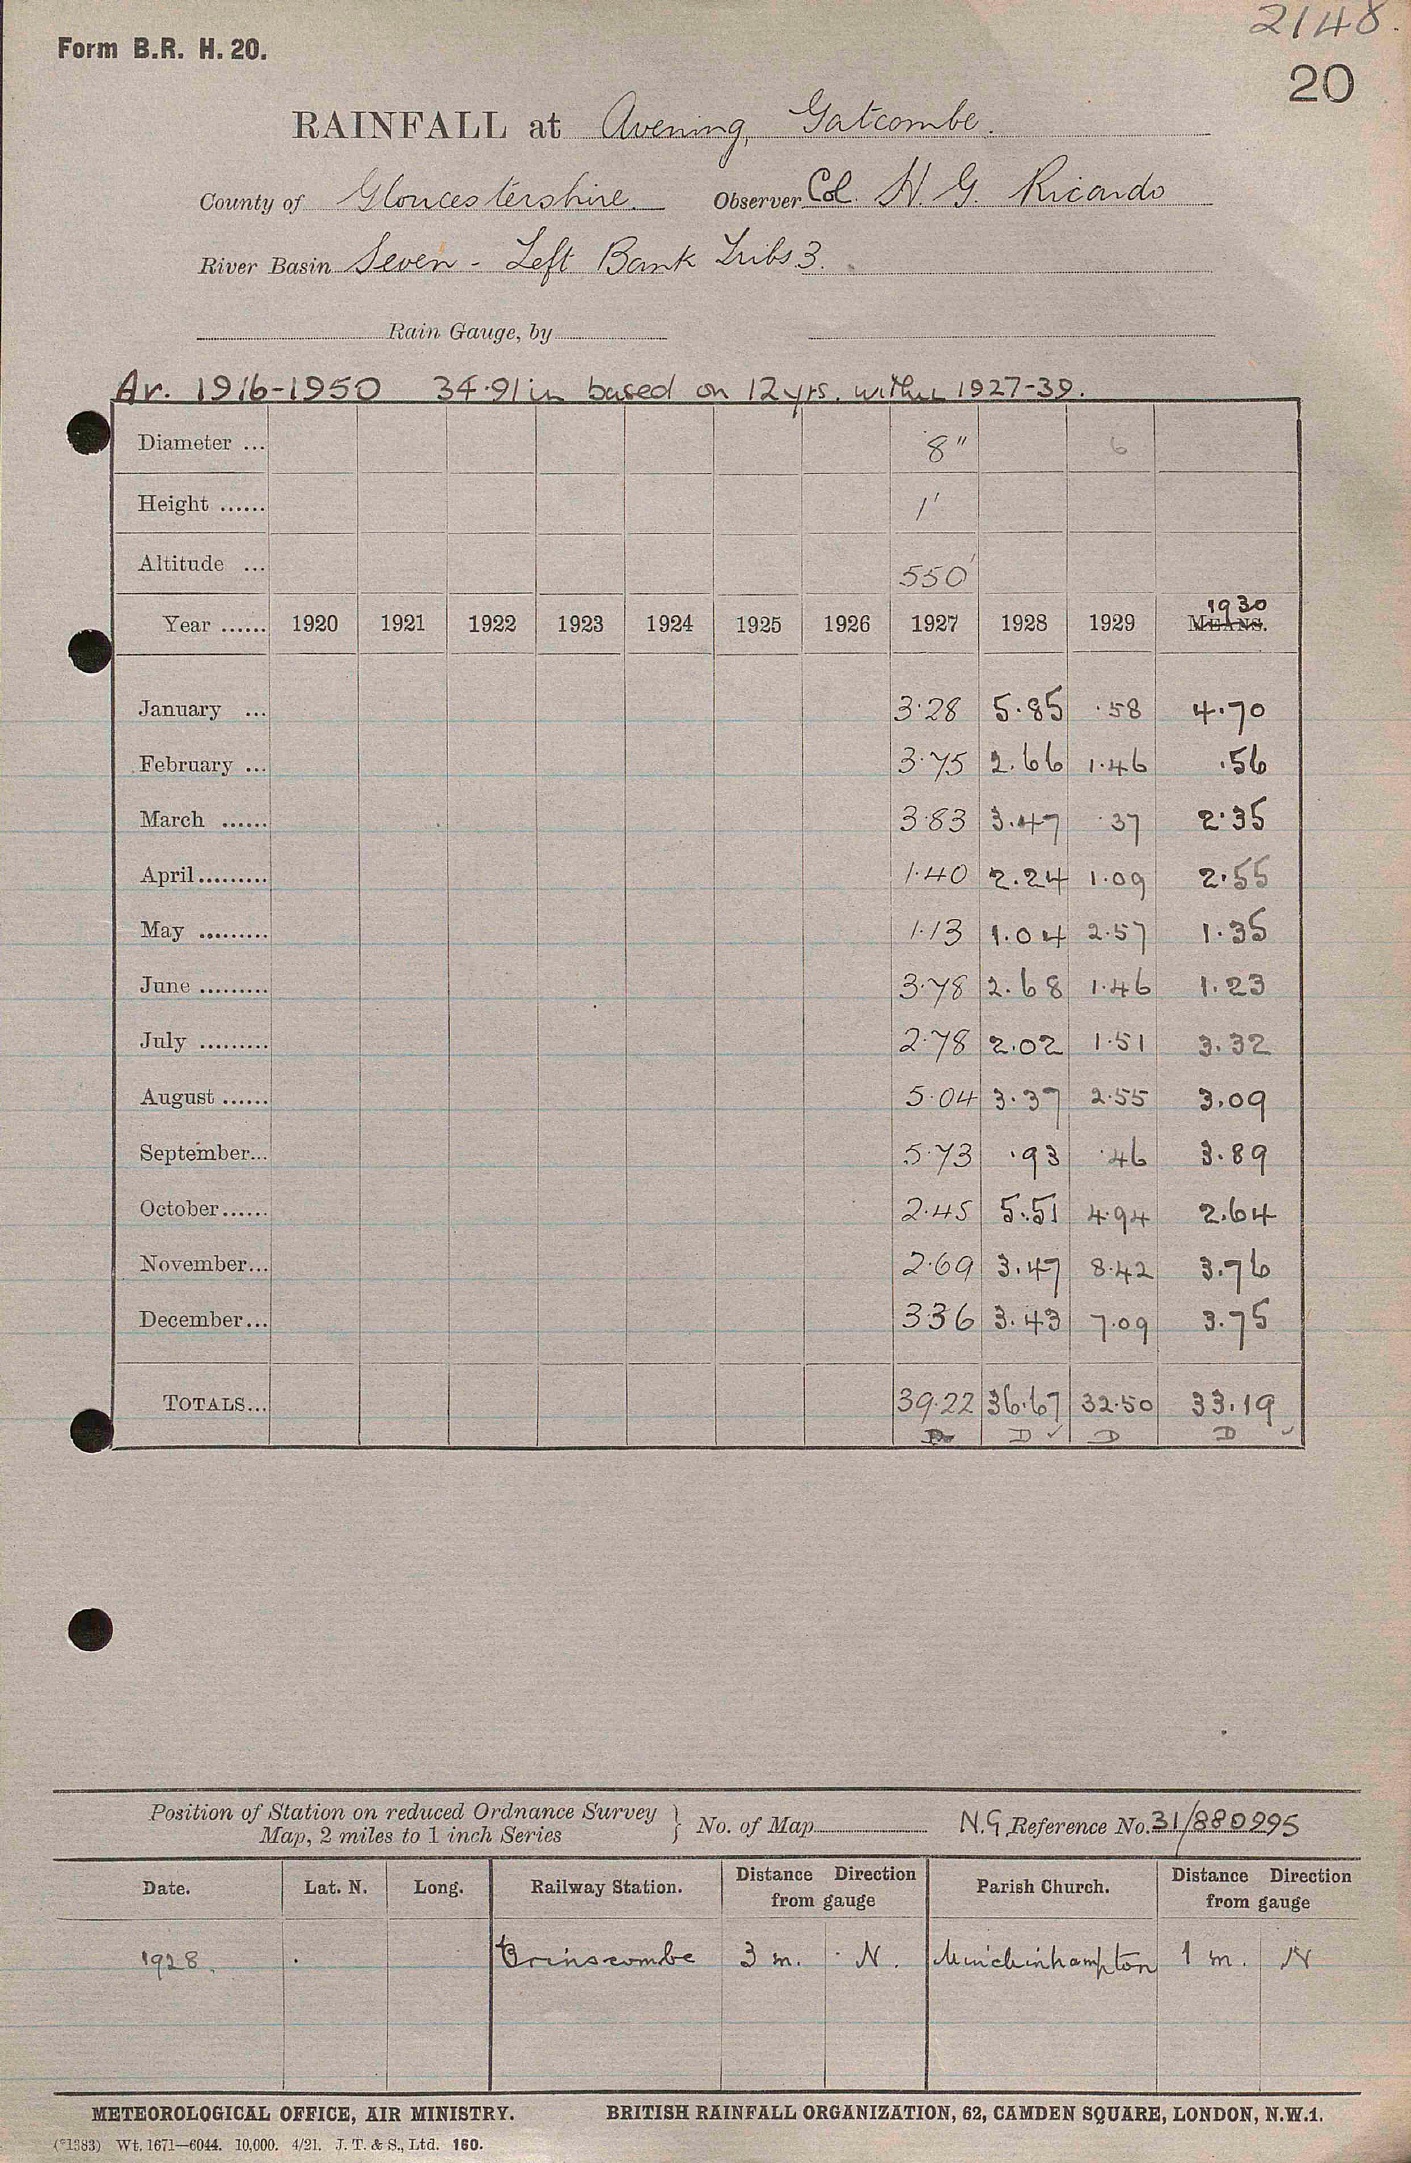 2148.
Form B.R. H. 20.
20
RAINFALL at Avening, Gatcombe.
County of Gloucestershire. Observer Col. H. G. Ricardo
River Basin Seven - Left Bank Tribs 3.
Rain Gauge, by
Av. 1916-1950 34.91 in based on 12 yrs. within 1927-39.
Diameter ... 8" 6
Height ...... 1'
Altitude ... 550'
Year ...... 1920 1921 1922 1923 1924 1925 1926 1927 1928 1929 1930 MEANS.
January ... 3.28 5.85 .58 4.70
February ... 3.75 2.66 1.46 .56
March ...... 3.83 3.47 .37 2.35
April ......... 1.40 2.24 1.09 2.55
May ......... 1.13 1.04 2.57 1.35
June ......... 3.78 2.68 1.46 1.23
July ......... 2.78 2.02 1.51 3.32
August ...... 5.04 3.37 2.55 3.09
September... 5.73 .93 .46 3.89
October...... 2.45 5.51 4.94 2.64
November... 2.69 3.47 8.42 3.76
December... 3 36 3.43 7.09 3.75
TOTALS... 39.22 36.67 32.50 33.19
D D ✓ D D ✓
Position of Station on reduced Ordnance Survey } No. of Map N.G. Reference No. 31/880995
Map, 2 miles to 1 inch Series
Date. Lat. N. Long. Railway Station. Distance Direction from gauge Parish Church. Distance Direction from gauge
1928. Brinscombe 3 m. N. Minchinhampton 1 m. N
METEOROLOGICAL OFFICE, AIR MINISTRY. BRITISH RAINFALL ORGANIZATION, 62, CAMDEN SQUARE, LONDON, N.W.1.
(*1383) Wt. 1671—6044. 10,000. 4/21. J. T. & S., Ltd. 160.